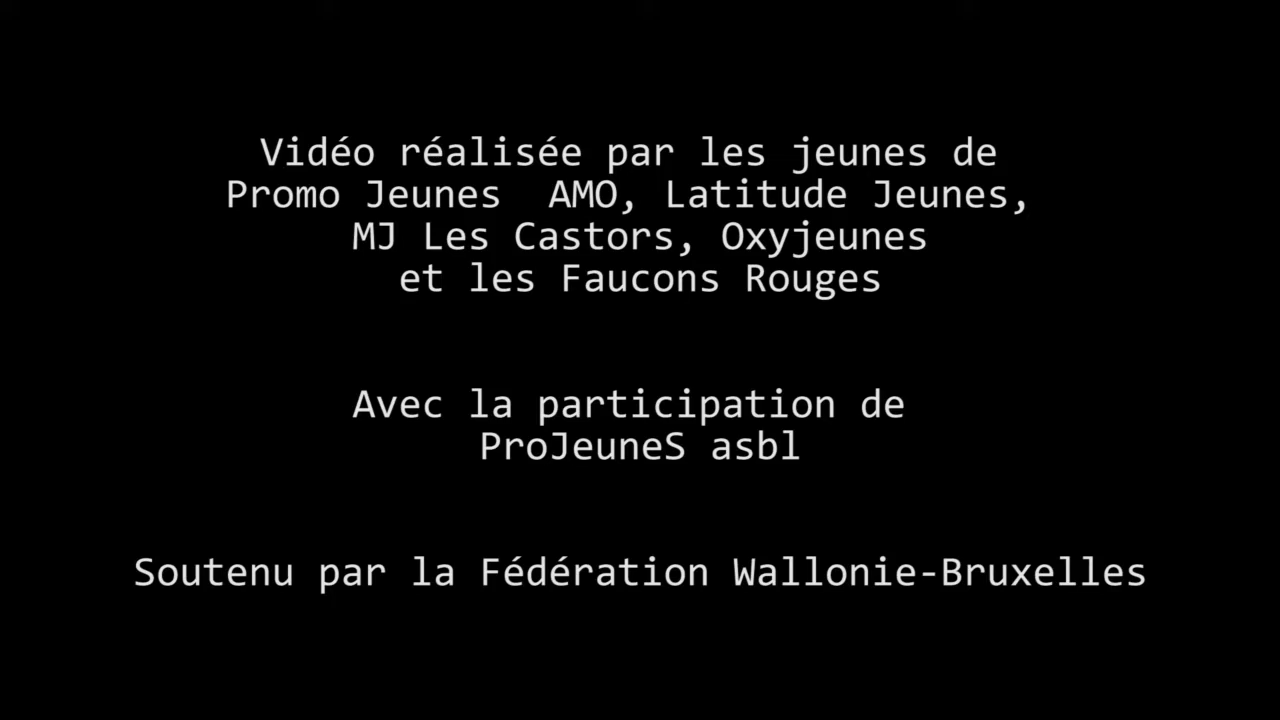 Vidéo réalisée par les jeunes de
Promo Jeunes  AMO, Latitude Jeunes,
MJ Les Castors, Oxyjeunes
et les Faucons Rouges
Avec la participation de
ProJeuneS asbl
Soutenu par la Fédération Wallonie-Bruxelles